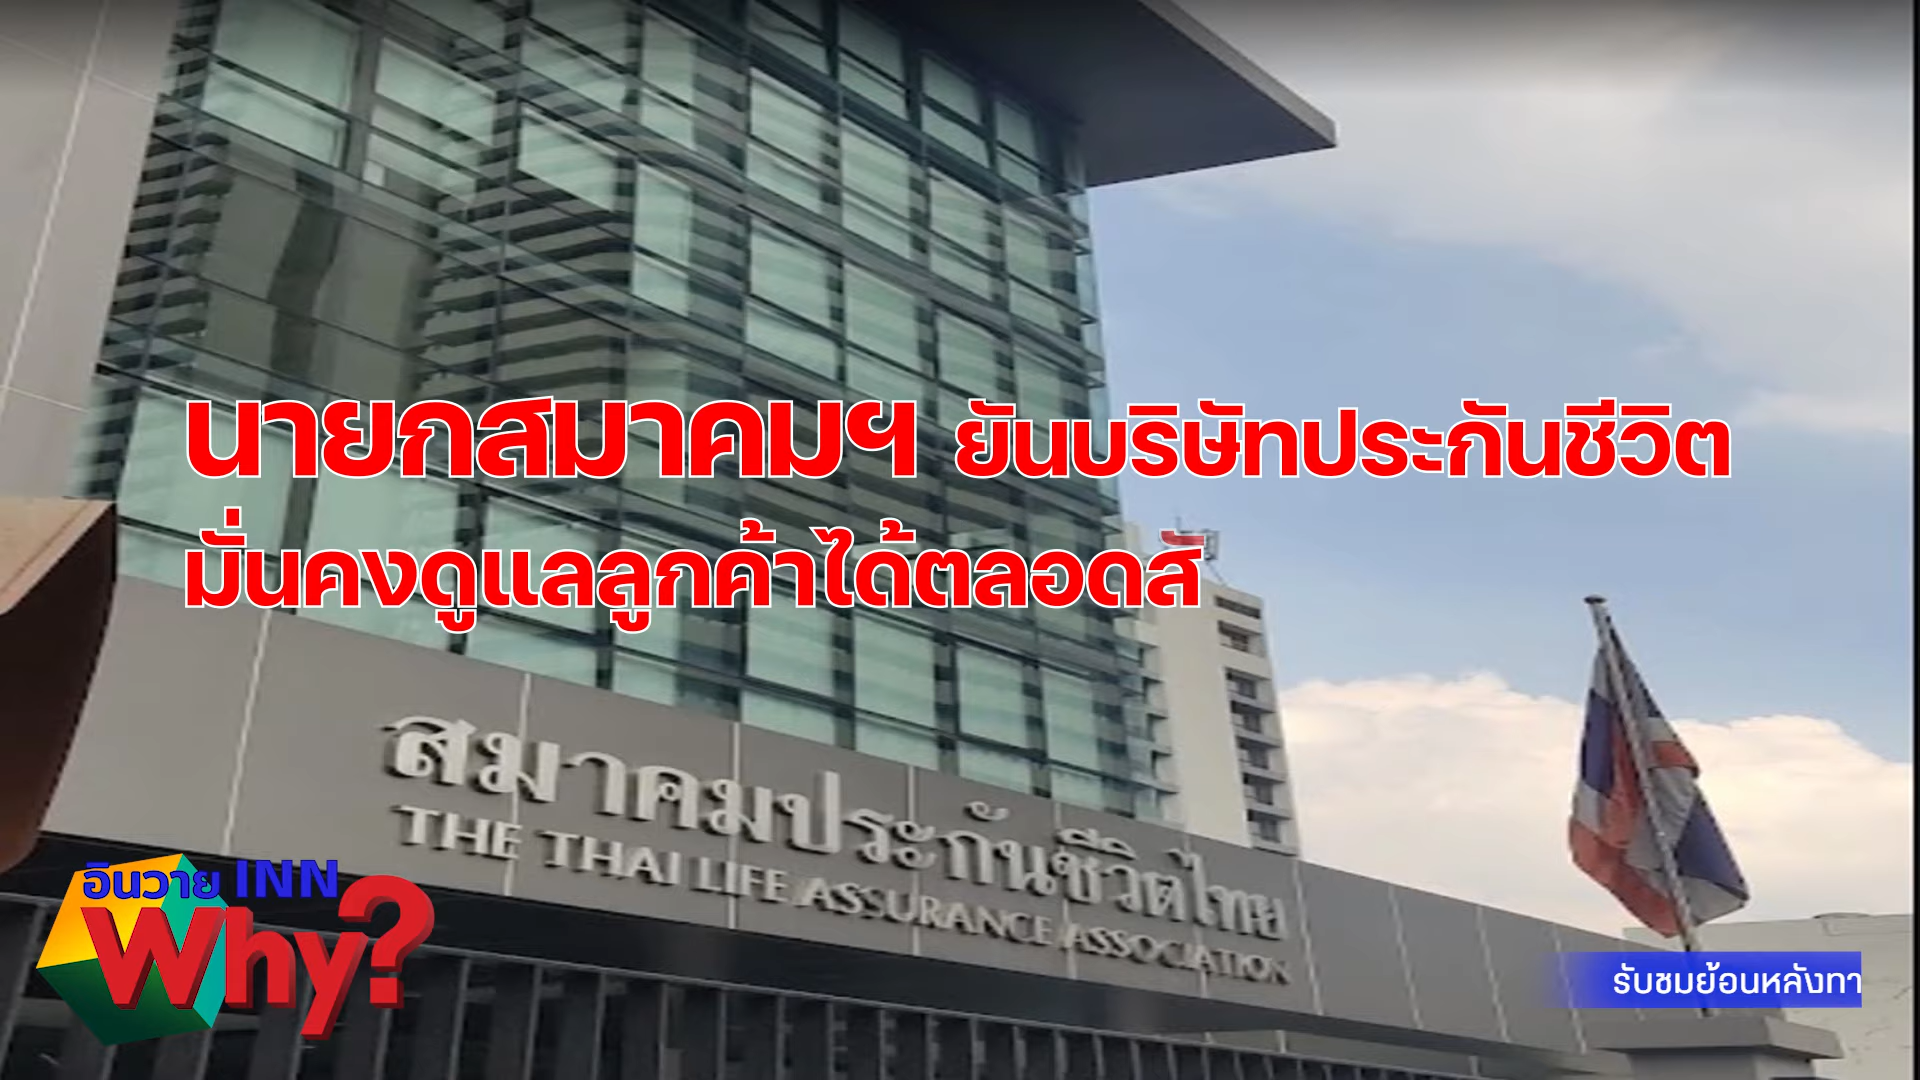 นายกสมาคมฯ ยันบริษัทประกันชีวิต
มั่นคงดูแลลูกค้าได้ตลอดสั
สมาคมประกันชีวิตไทย
THE THAI LIFE ASSURANCE ASSOCIATION
อินวาย INN
Why?
รับชมย้อนหลังทา